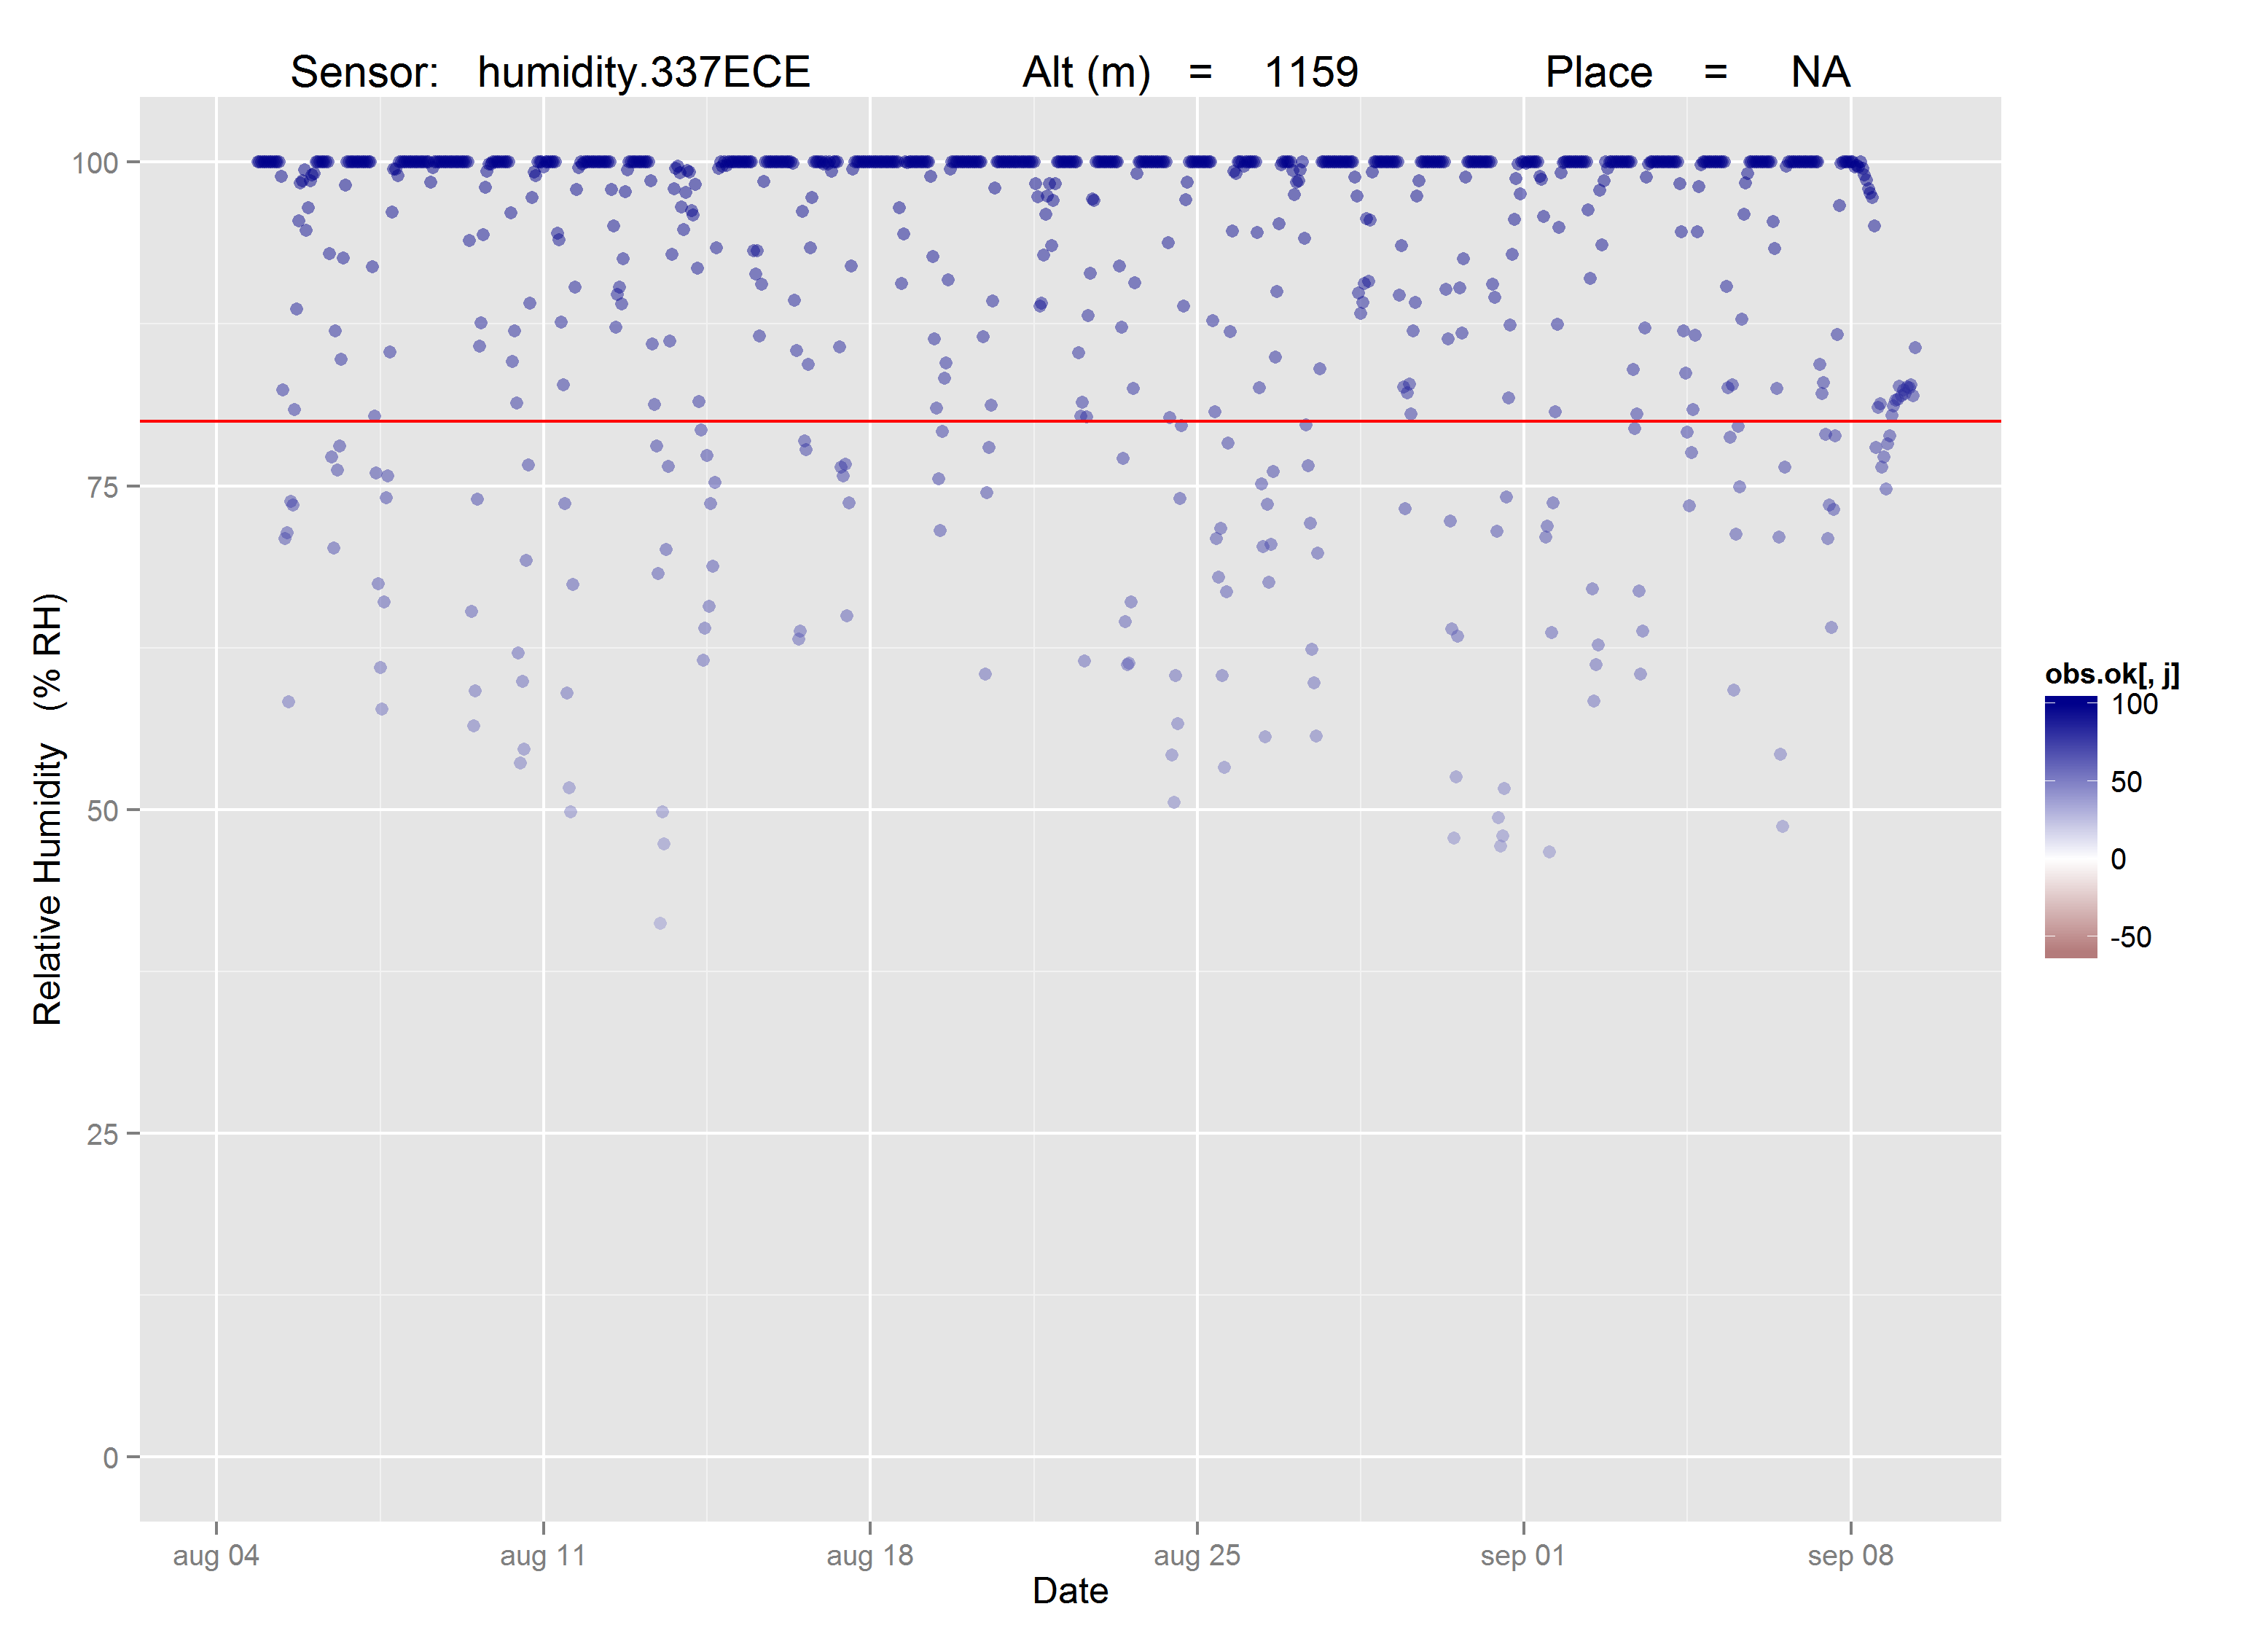 Sensor: humidity.337ECE Alt (m) = 1159 Place = NA
Relative Humidity (% RH)
100
75
50
25
0
aug 04 aug 11 aug 18 aug 25 sep 01 sep 08
Date
obs.ok[, j]
100
50
0
-50